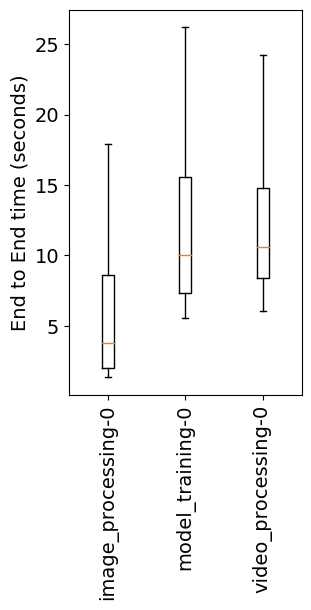 End to End time (seconds)
25
20
15
10
5
image_processing-0
model_training-0
video_processing-0